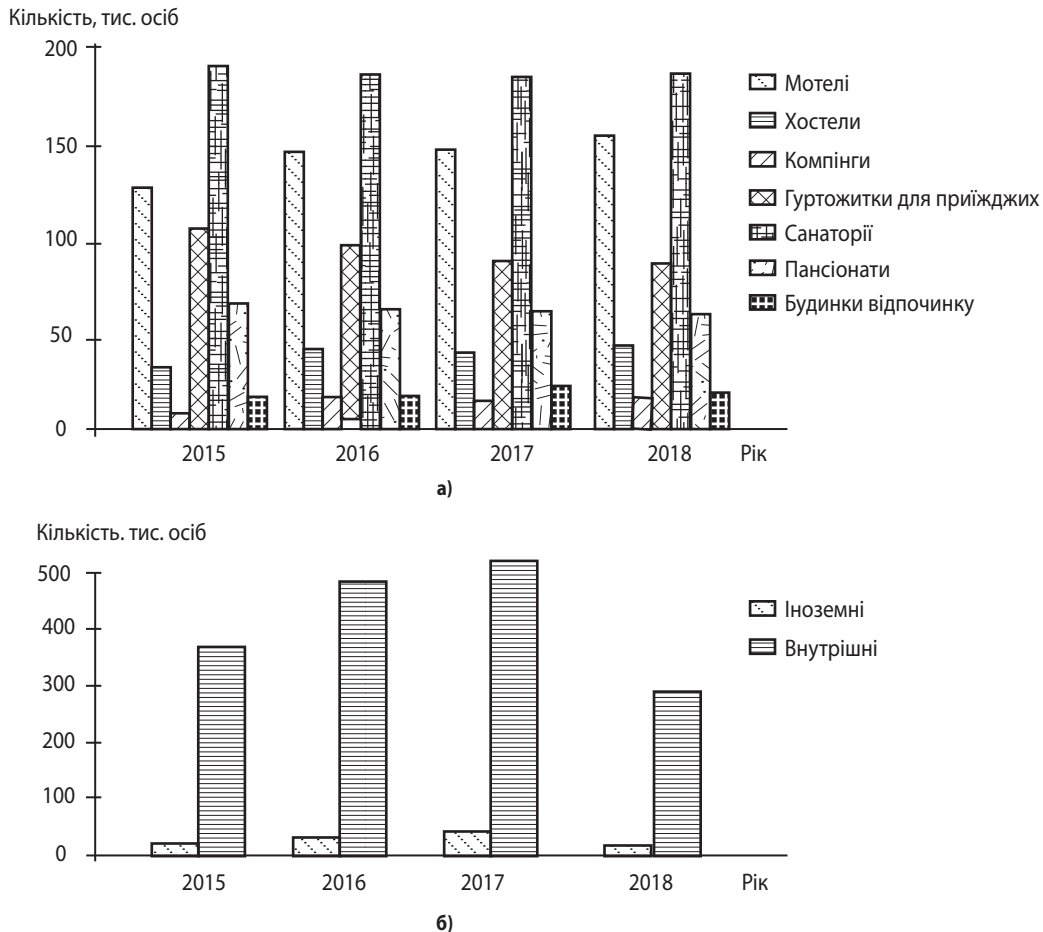 Кількість, тис. осіб
200
150
100
50
0
2015 2016 2017 2018 Рік
Мотелі
Хостели
Компінги
Гуртожитки для приїжджих
Санаторії
Пансіонати
Будинки відпочинку
а)
Кількість. тис. осіб
500
400
300
200
100
0
2015 2016 2017 2018 Рік
Іноземні
Внутрішні
б)